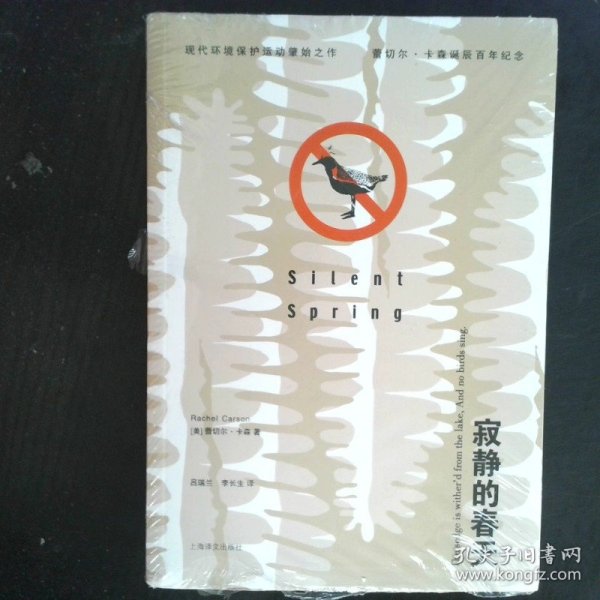 现代环境保护运动肇始之作 蕾切尔·卡森诞辰百年纪念
Silent
Spring
sedge is wither'd from the lake, And no birds sing.
寂静的春天
Rachel Carson
[美]蕾切尔·卡森 著
吕瑞兰 李长生 译
上海译文出版社
孔夫子旧书网
www.kongfz.com